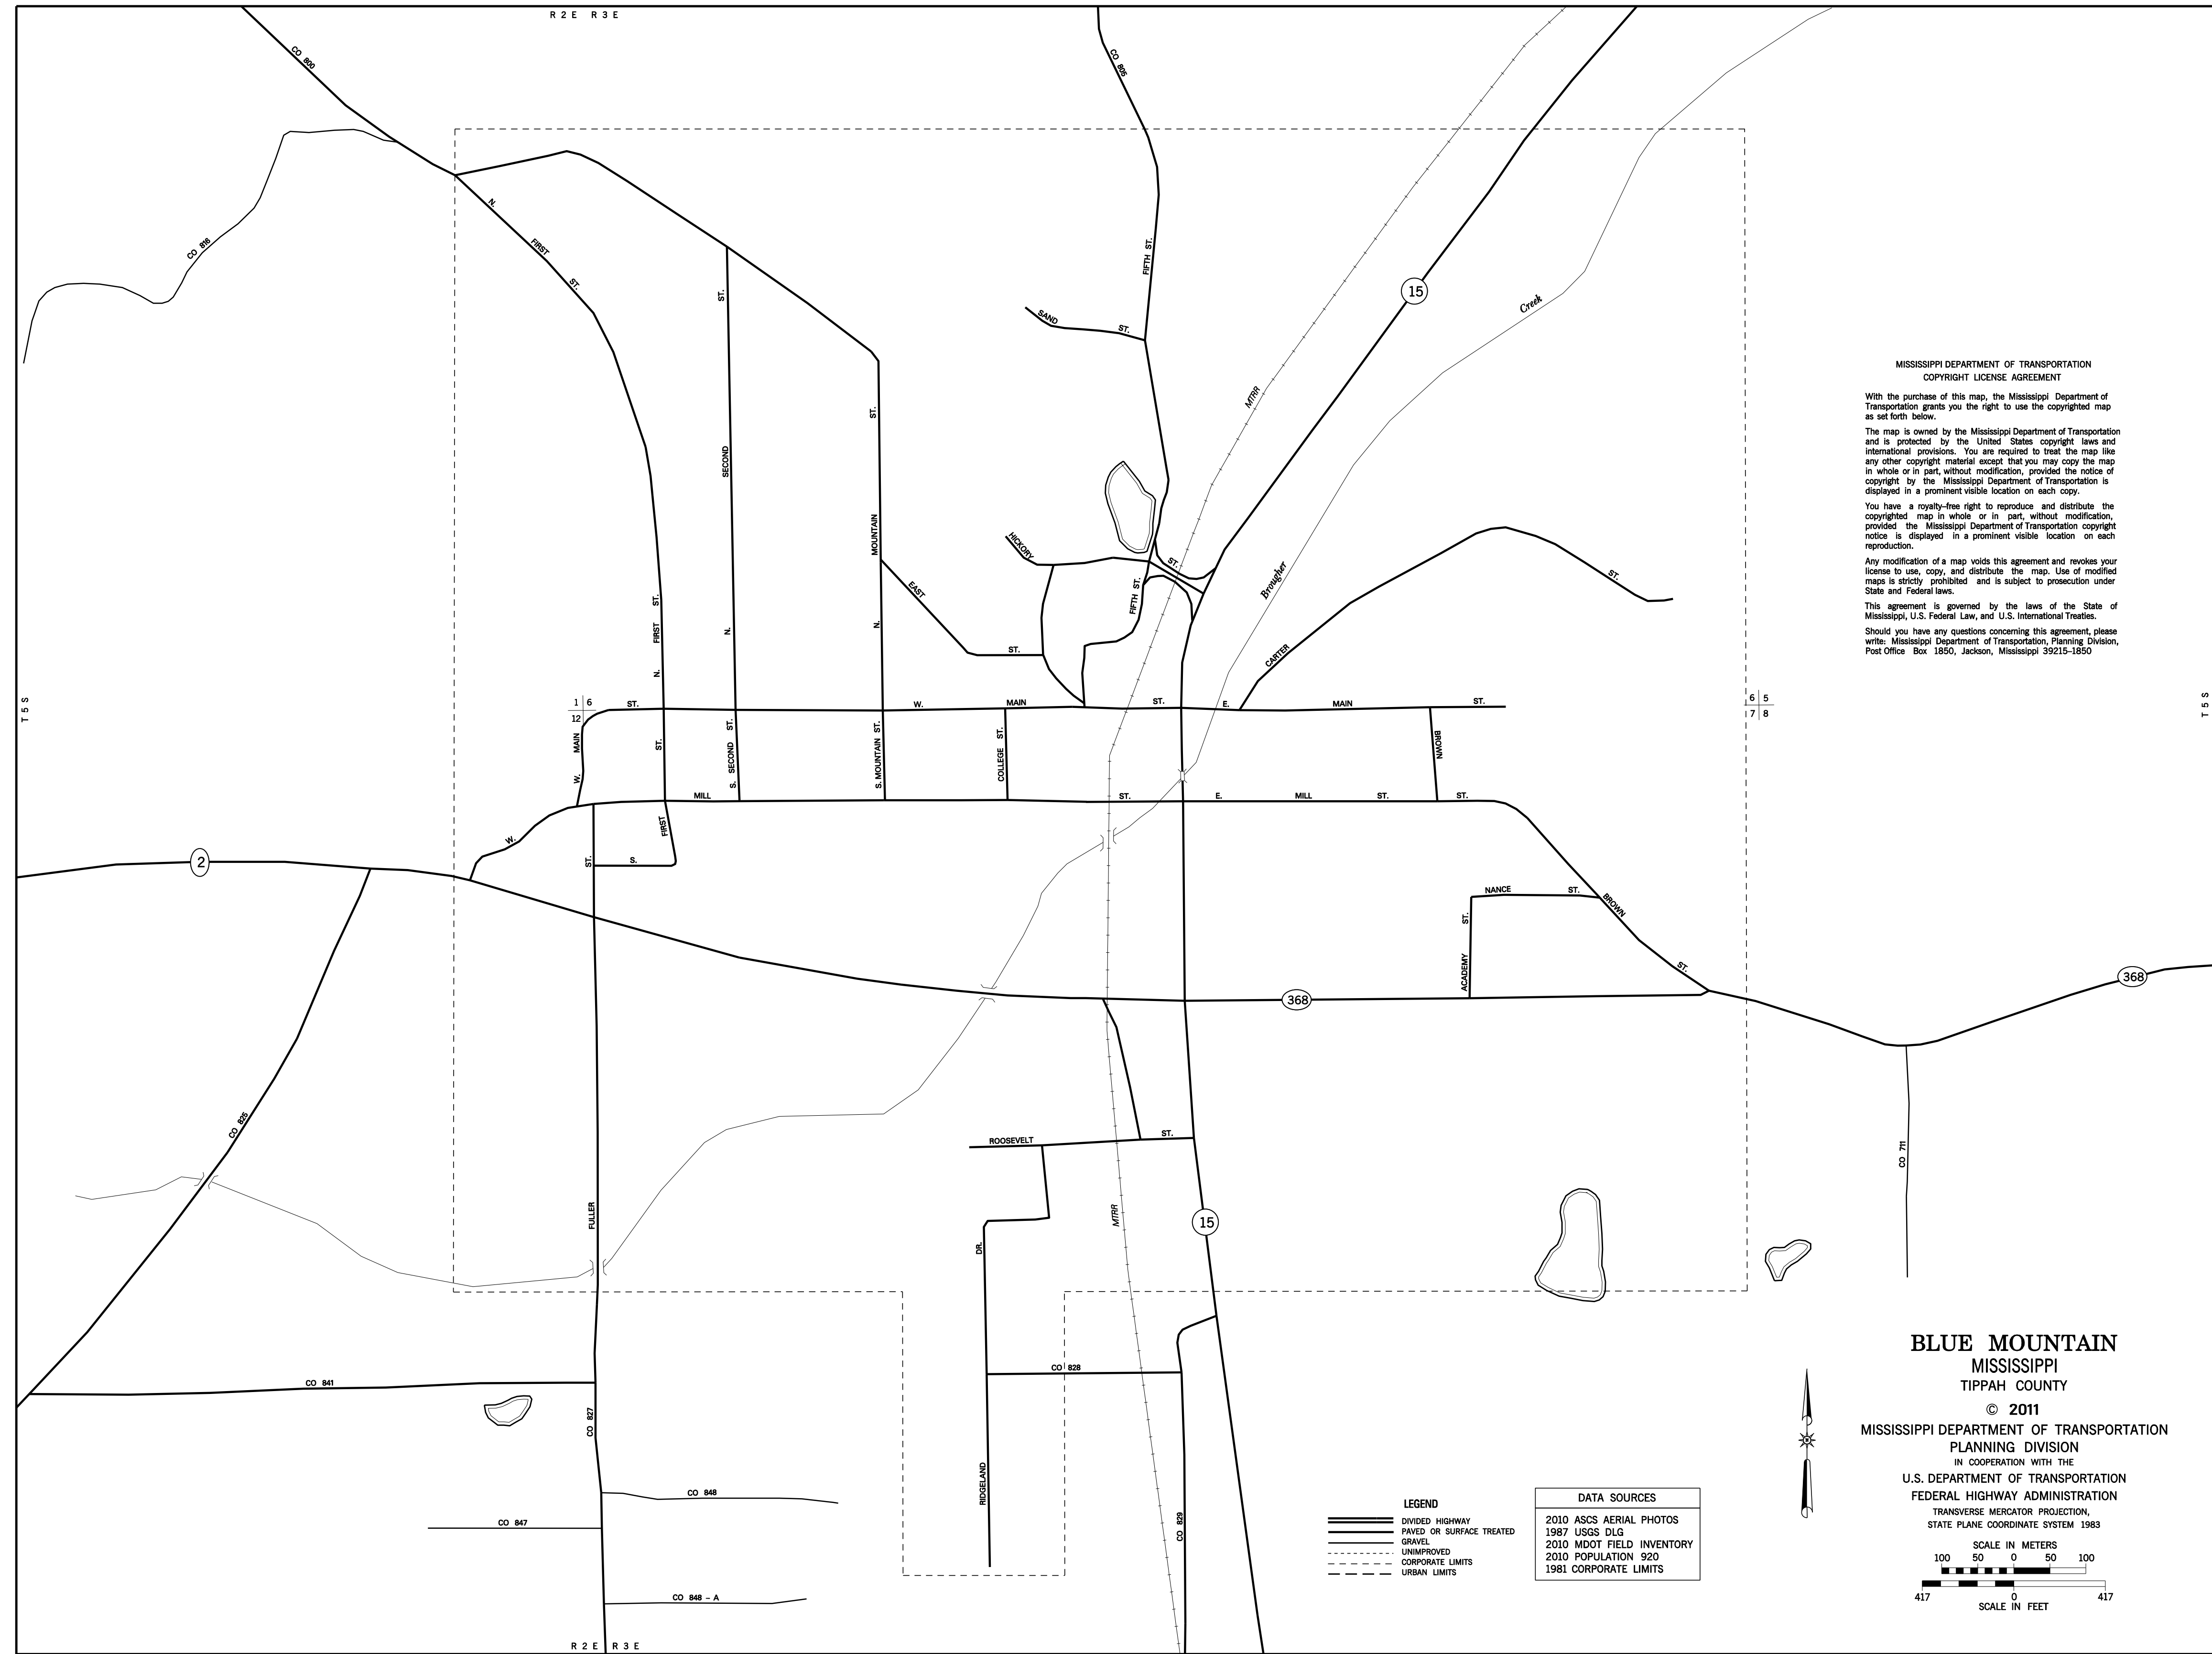 R 2 E R 3 E
CO 800
CO 805
CO 816
N. FIRST ST.
FIFTH ST.
SAND ST.
15
Creek
ST.
SECOND
N.
ST.
MOUNTAIN
N.
MTRR
HICKORY
ST.
EAST
ST.
FIFTH ST.
Brougher
CARTER
ST.
N. FIRST ST.
MISSISSIPPI DEPARTMENT OF TRANSPORTATION
COPYRIGHT LICENSE AGREEMENT
With the purchase of this map, the Mississippi Department of
Transportation grants you the right to use the copyrighted map
as set forth below.
The map is owned by the Mississippi Department of Transportation
and is protected by the United States copyright laws and
international provisions. You are required to treat the map like
any other copyright material except that you may copy the map
in whole or in part, without modification, provided the notice of
copyright by the Mississippi Department of Transportation is
displayed in a prominent visible location on each copy.
You have a royalty-free right to reproduce and distribute the
copyrighted map in whole or in part, without modification,
provided the Mississippi Department of Transportation copyright
notice is displayed in a prominent visible location on each
reproduction.
Any modification of a map voids this agreement and revokes your
license to use, copy, and distribute the map. Use of modified
maps is strictly prohibited and is subject to prosecution under
State and Federal laws.
This agreement is governed by the laws of the State of
Mississippi, U.S. Federal Law, and U.S. International Treaties.
Should you have any questions concerning this agreement, please
write: Mississippi Department of Transportation, Planning Division,
Post Office Box 1850, Jackson, Mississippi 39215-1850
T 5 S
1 6
12
ST. W. MAIN ST. E. MAIN ST.
6 5
7 8
T 5 S
W. MAIN
ST.
S. SECOND ST.
S. MOUNTAIN ST.
COLLEGE ST.
BROWN
MILL ST. E. MILL ST. ST.
FIRST
W.
ST.
S.
2
NANCE ST.
BROWN
ST.
ACADEMY ST.
368
368
CO 825
ROOSEVELT ST.
CO 711
FULLER
MTRR
15
DR.
CO 841
CO 828
CO 827
RIDGELAND
CO 848
CO 847
CO 829
CO 848 - A
R 2 E R 3 E
LEGEND
DIVIDED HIGHWAY
PAVED OR SURFACE TREATED
GRAVEL
UNIMPROVED
CORPORATE LIMITS
URBAN LIMITS
DATA SOURCES
2010 ASCS AERIAL PHOTOS
1987 USGS DLG
2010 MDOT FIELD INVENTORY
2010 POPULATION 920
1981 CORPORATE LIMITS
BLUE MOUNTAIN
MISSISSIPPI
TIPPAH COUNTY
© 2011
MISSISSIPPI DEPARTMENT OF TRANSPORTATION
PLANNING DIVISION
IN COOPERATION WITH THE
U.S. DEPARTMENT OF TRANSPORTATION
FEDERAL HIGHWAY ADMINISTRATION
TRANSVERSE MERCATOR PROJECTION,
STATE PLANE COORDINATE SYSTEM 1983
SCALE IN METERS
100 50 0 50 100
417 0 417
SCALE IN FEET